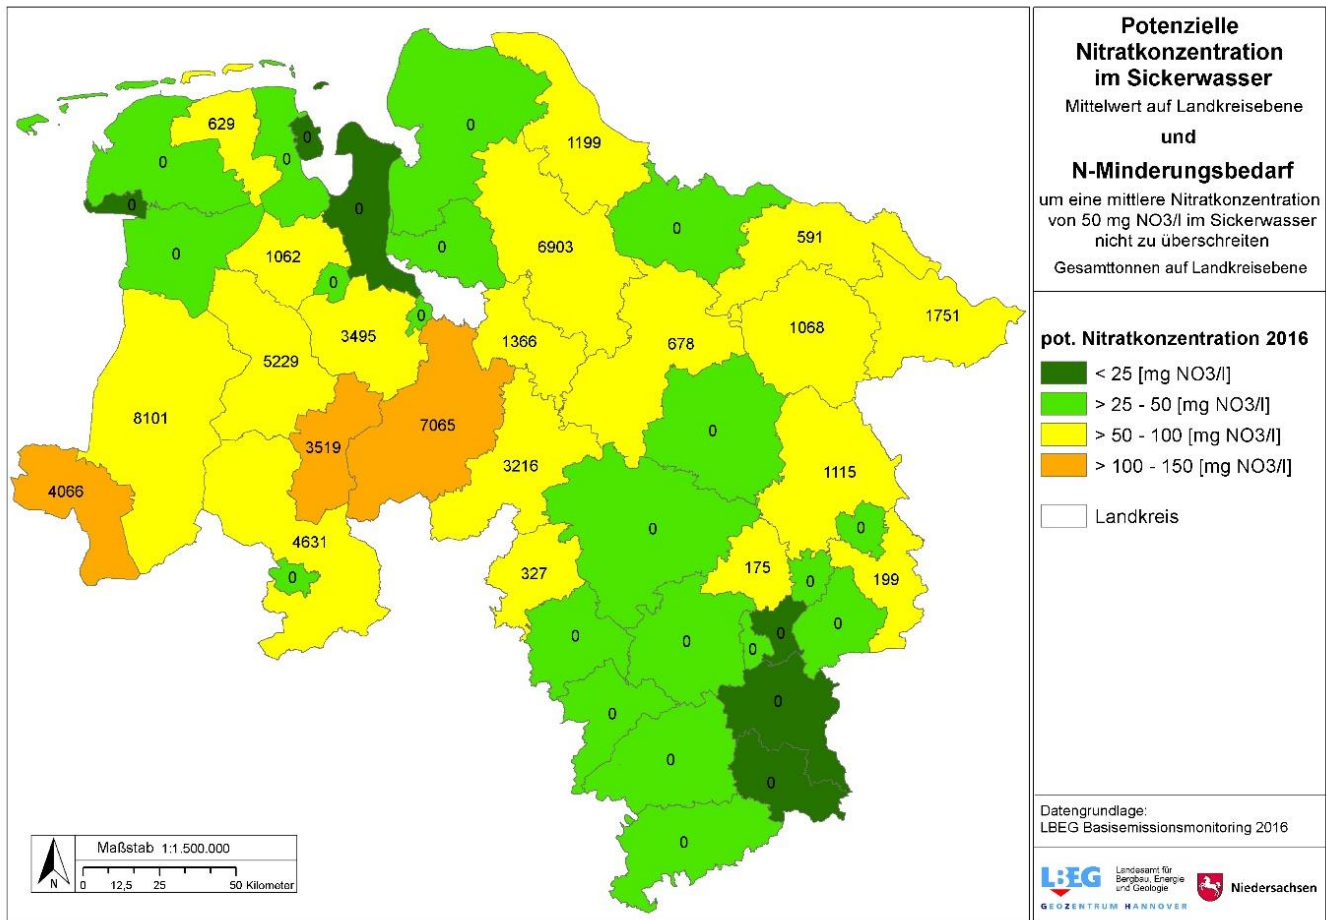 Potenzielle
Nitratkonzentration
im Sickerwasser
Mittelwert auf Landkreisebene
und
N-Minderungsbedarf
um eine mittlere Nitratkonzentration
von 50 mg NO3/l im Sickerwasser
nicht zu überschreiten
Gesamttonnen auf Landkreisebene
pot. Nitratkonzentration 2016
< 25 [mg NO3/l]
> 25 - 50 [mg NO3/l]
> 50 - 100 [mg NO3/l]
> 100 - 150 [mg NO3/l]
Landkreis
Datengrundlage:
LBEG Basisemissionsmonitoring 2016
LBEG
Landesamt für
Bergbau, Energie
und Geologie
GEOZENTRUM HANNOVER
Niedersachsen
629
0
0
1199
0
0
0
0
0
6903
0
591
0
1062
0
0
1751
3495
1366
678
1068
5229
8101
7065
0
3519
3216
1115
4066
0
0
4631
327
175
199
0
0
0
0
0
0
0
0
0
0
0
0
N
Maßstab 1:1.500.000
0 12,5 25 50 Kilometer